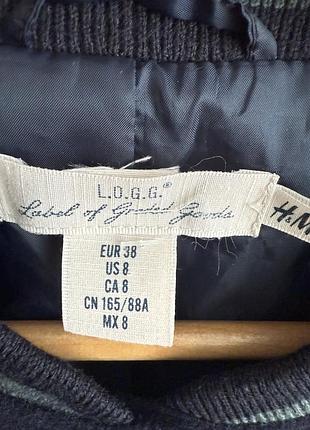 L.O.G.G.®
Label of Graded Goods
H&M
EUR 38
US 8
CA 8
CN 165/88A
MX 8